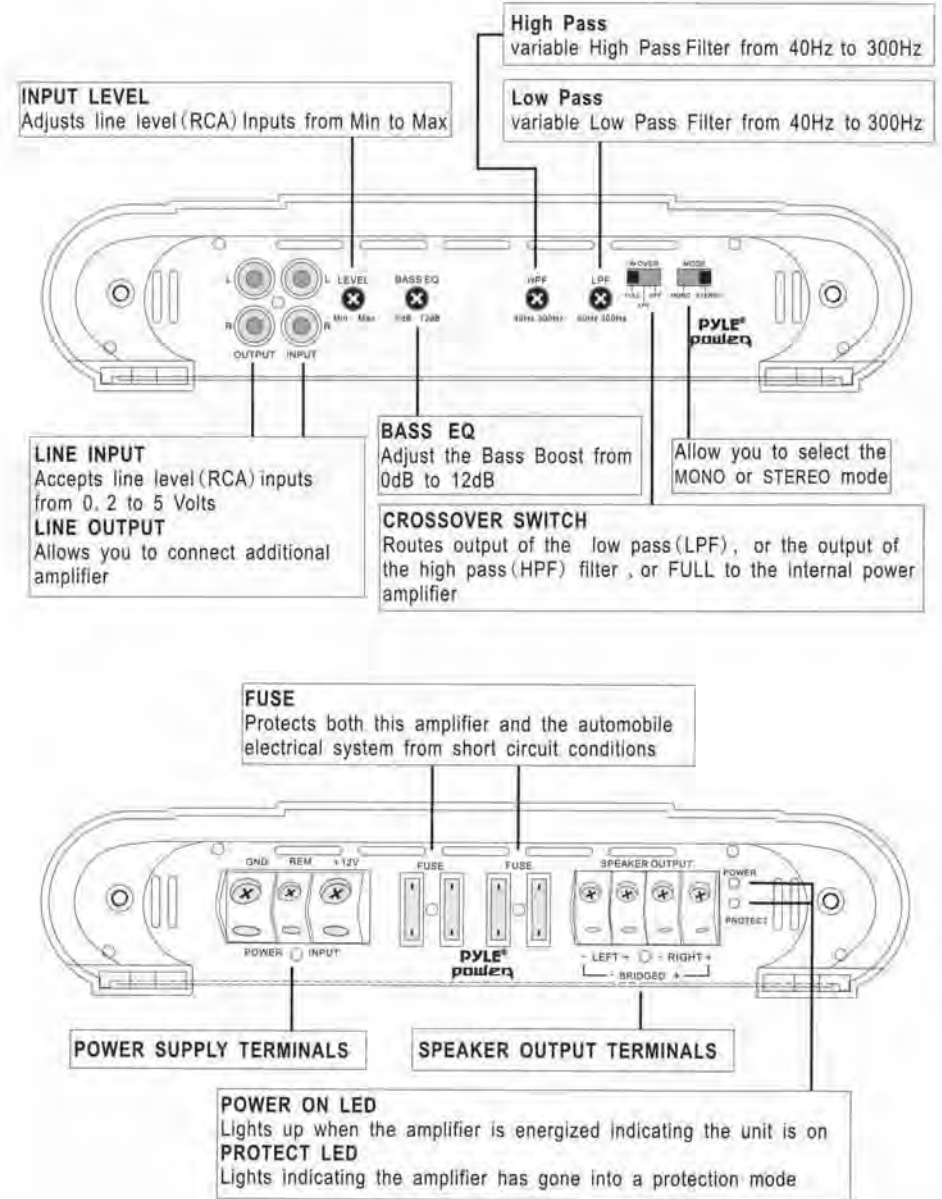 High Pass
variable High Pass Filter from 40Hz to 300Hz
INPUT LEVEL
Adjusts line level(RCA) Inputs from Min to Max
Low Pass
variable Low Pass Filter from 40Hz to 300Hz
L
L
LEVEL
Min
Max
BASS EQ
0dB
12dB
HPF
40Hz 300Hz
LPF
40Hz 300Hz
FULL
LPF
HPF
MODE
MONO
STEREO
R
R
OUTPUT
INPUT
PYLE®
power
LINE INPUT
Accepts line level(RCA) inputs
from 0. 2 to 5 Volts
LINE OUTPUT
Allows you to connect additional
amplifier
BASS EQ
Adjust the Bass Boost from
0dB to 12dB
Allow you to select the
MONO or STEREO mode
CROSSOVER SWITCH
Routes output of the low pass(LPF), or the output of
the high pass(HPF) filter , or FULL to the internal power
amplifier
FUSE
Protects both this amplifier and the automobile
electrical system from short circuit conditions
GND REM +12V
FUSE
FUSE
SPEAKER OUTPUT
POWER
PROTECT
POWER INPUT
PYLE®
power
- LEFT + - RIGHT +
- BRIDGED +
POWER SUPPLY TERMINALS
SPEAKER OUTPUT TERMINALS
POWER ON LED
Lights up when the amplifier is energized indicating the unit is on
PROTECT LED
Lights indicating the amplifier has gone into a protection mode